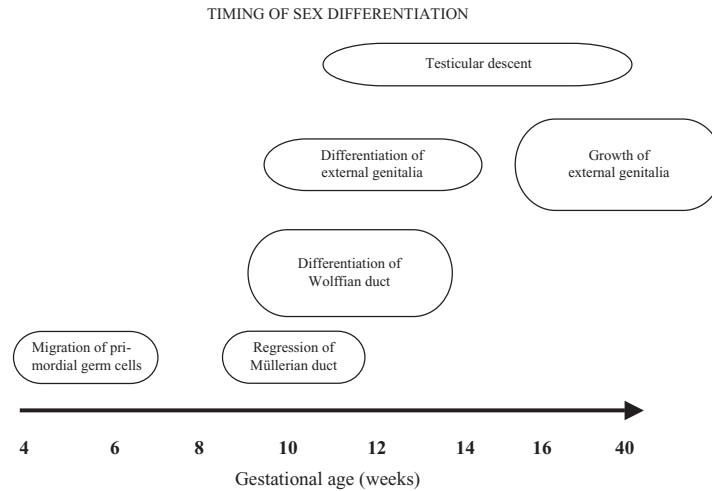 TIMING OF SEX DIFFERENTIATION
Testicular descent
Differentiation of
external genitalia
Growth of
external genitalia
Differentiation of
Wolffian duct
Migration of pri-
mordial germ cells
Regression of
Müllerian duct
4 6 8 10 12 14 16 40
Gestational age (weeks)